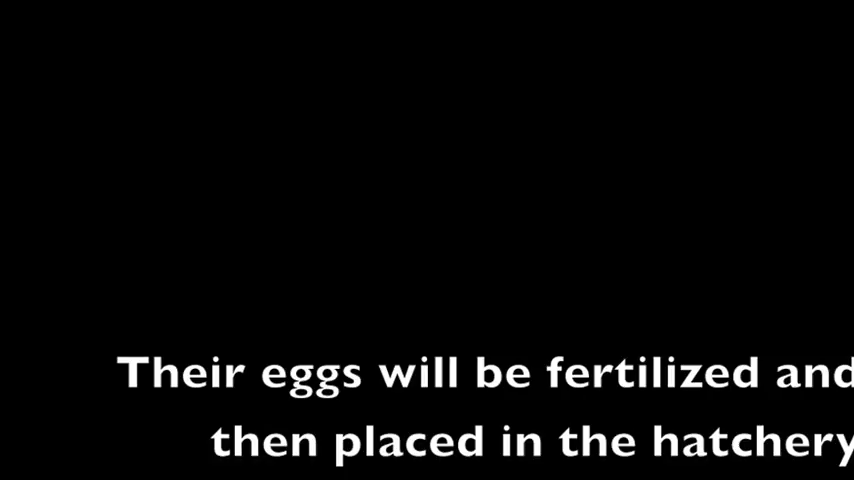 Their eggs will be fertilized and
then placed in the hatchery